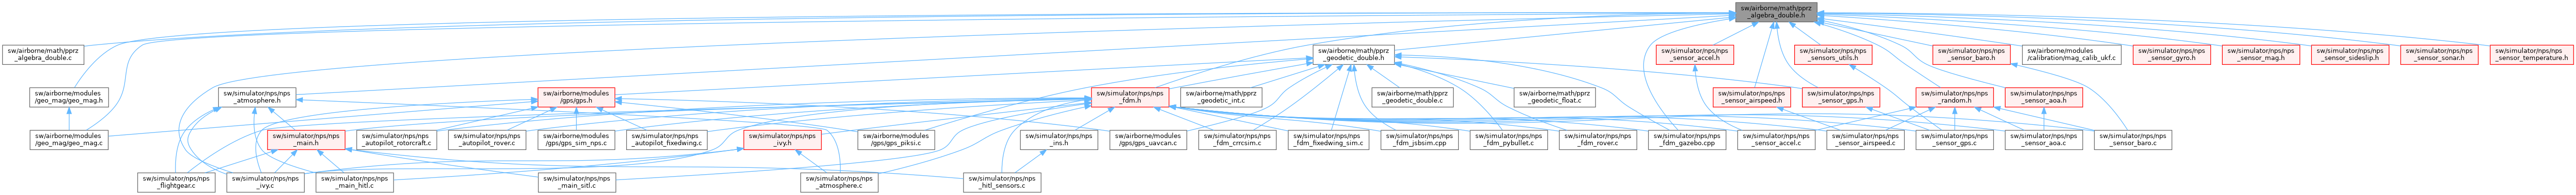 sw/airborne/math/pprz
_algebra_double.h
sw/airborne/math/pprz
_algebra_double.c
sw/airborne/math/pprz
_geodetic_double.h
sw/simulator/nps/nps
_sensor_accel.h
sw/simulator/nps/nps
_sensors_utils.h
sw/simulator/nps/nps
_sensor_baro.h
sw/airborne/modules
/calibration/mag_calib_ukf.c
sw/simulator/nps/nps
_sensor_gyro.h
sw/simulator/nps/nps
_sensor_mag.h
sw/simulator/nps/nps
_sensor_sideslip.h
sw/simulator/nps/nps
_sensor_sonar.h
sw/simulator/nps/nps
_sensor_temperature.h
sw/airborne/modules
/geo_mag/geo_mag.h
sw/simulator/nps/nps
_atmosphere.h
sw/airborne/modules
/gps/gps.h
sw/simulator/nps/nps
_fdm.h
sw/airborne/math/pprz
_geodetic_int.c
sw/airborne/math/pprz
_geodetic_double.c
sw/airborne/math/pprz
_geodetic_float.c
sw/simulator/nps/nps
_sensor_airspeed.h
sw/simulator/nps/nps
_sensor_gps.h
sw/simulator/nps/nps
_random.h
sw/simulator/nps/nps
_sensor_aoa.h
sw/airborne/modules
/geo_mag/geo_mag.c
sw/simulator/nps/nps
_main.h
sw/simulator/nps/nps
_autopilot_rotorcraft.c
sw/simulator/nps/nps
_autopilot_rover.c
sw/airborne/modules
/gps/gps_sim_nps.c
sw/simulator/nps/nps
_autopilot_fixedwing.c
sw/simulator/nps/nps
_ivy.h
sw/airborne/modules
/gps/gps_piksi.c
sw/simulator/nps/nps
_ins.h
sw/airborne/modules
/gps/gps_uavcan.c
sw/simulator/nps/nps
_fdm_crrcsim.c
sw/simulator/nps/nps
_fdm_fixedwing_sim.c
sw/simulator/nps/nps
_fdm_jsbsim.cpp
sw/simulator/nps/nps
_fdm_pybullet.c
sw/simulator/nps/nps
_fdm_rover.c
sw/simulator/nps/nps
_fdm_gazebo.cpp
sw/simulator/nps/nps
_sensor_accel.c
sw/simulator/nps/nps
_sensor_airspeed.c
sw/simulator/nps/nps
_sensor_gps.c
sw/simulator/nps/nps
_sensor_aoa.c
sw/simulator/nps/nps
_sensor_baro.c
sw/simulator/nps/nps
_flightgear.c
sw/simulator/nps/nps
_ivy.c
sw/simulator/nps/nps
_main_hitl.c
sw/simulator/nps/nps
_main_sitl.c
sw/simulator/nps/nps
_atmosphere.c
sw/simulator/nps/nps
_hitl_sensors.c